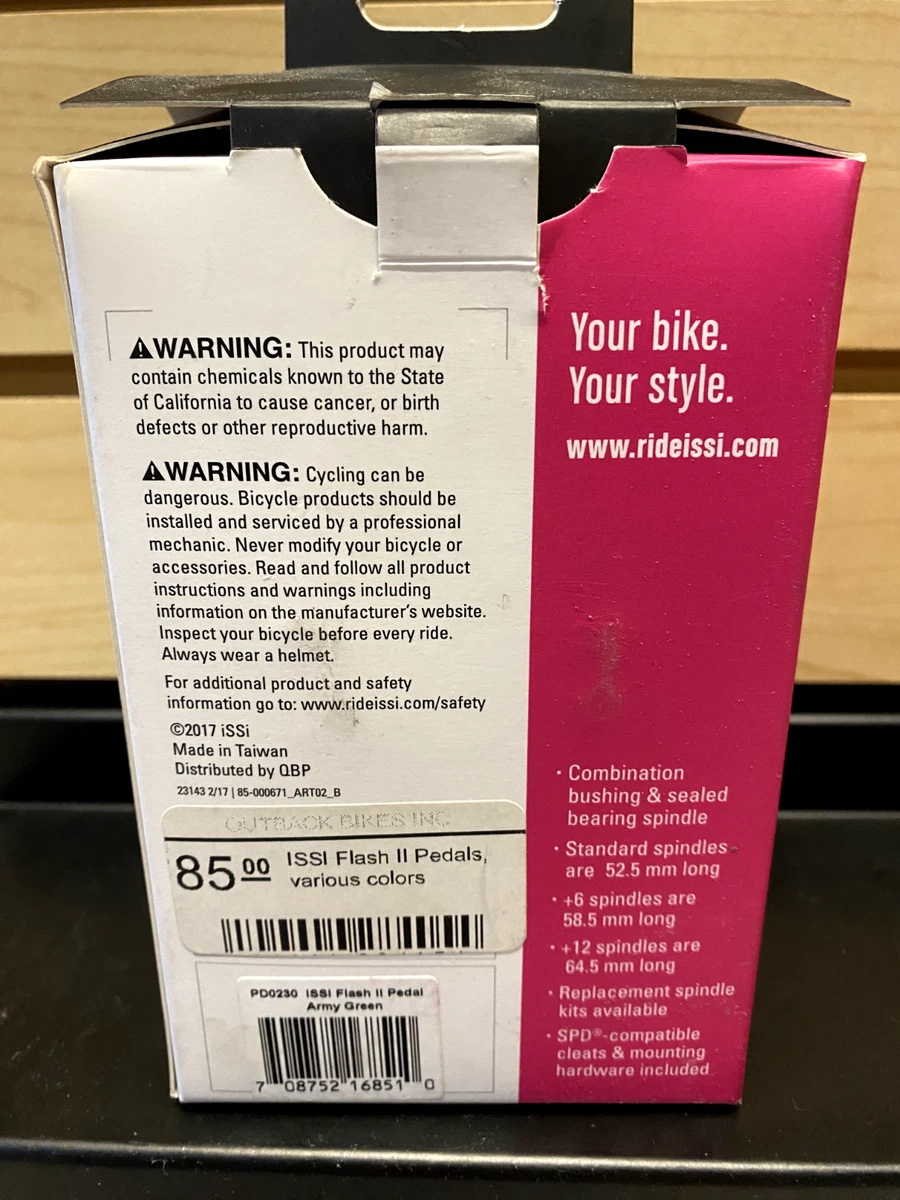 ⚠WARNING: This product may
contain chemicals known to the State
of California to cause cancer, or birth
defects or other reproductive harm.
⚠WARNING: Cycling can be
dangerous. Bicycle products should be
installed and serviced by a professional
mechanic. Never modify your bicycle or
accessories. Read and follow all product
instructions and warnings including
information on the manufacturer's website.
Inspect your bicycle before every ride.
Always wear a helmet.
For additional product and safety
information go to: www.rideissi.com/safety
©2017 iSSi
Made in Taiwan
Distributed by QBP
23143 2/17 | 85-000671_ART02_B
OUTBACK BIKES INC
85.00 ISSI Flash II Pedals,
various colors
PD0230 ISSI Flash II Pedal
Army Green
7 08752 16851 0
Your bike.
Your style.
www.rideissi.com
• Combination
bushing & sealed
bearing spindle
• Standard spindles
are 52.5 mm long
• +6 spindles are
58.5 mm long
• +12 spindles are
64.5 mm long
• Replacement spindle
kits available
• SPD®-compatible
cleats & mounting
hardware included